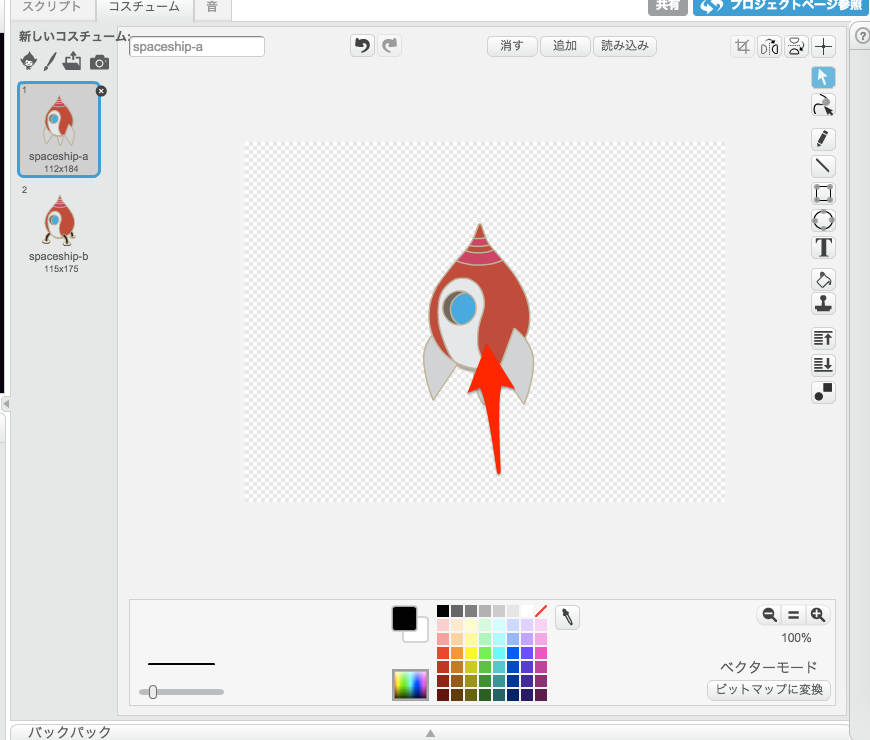 スクリプト
コスチューム
音
共有
プロジェクトページ参照
新しいコスチューム:
spaceship-a
消す
追加
読み込み
1
spaceship-a
112x184
2
spaceship-b
115x175
T
100%
ベクターモード
ビットマップに変換
バックパック
?